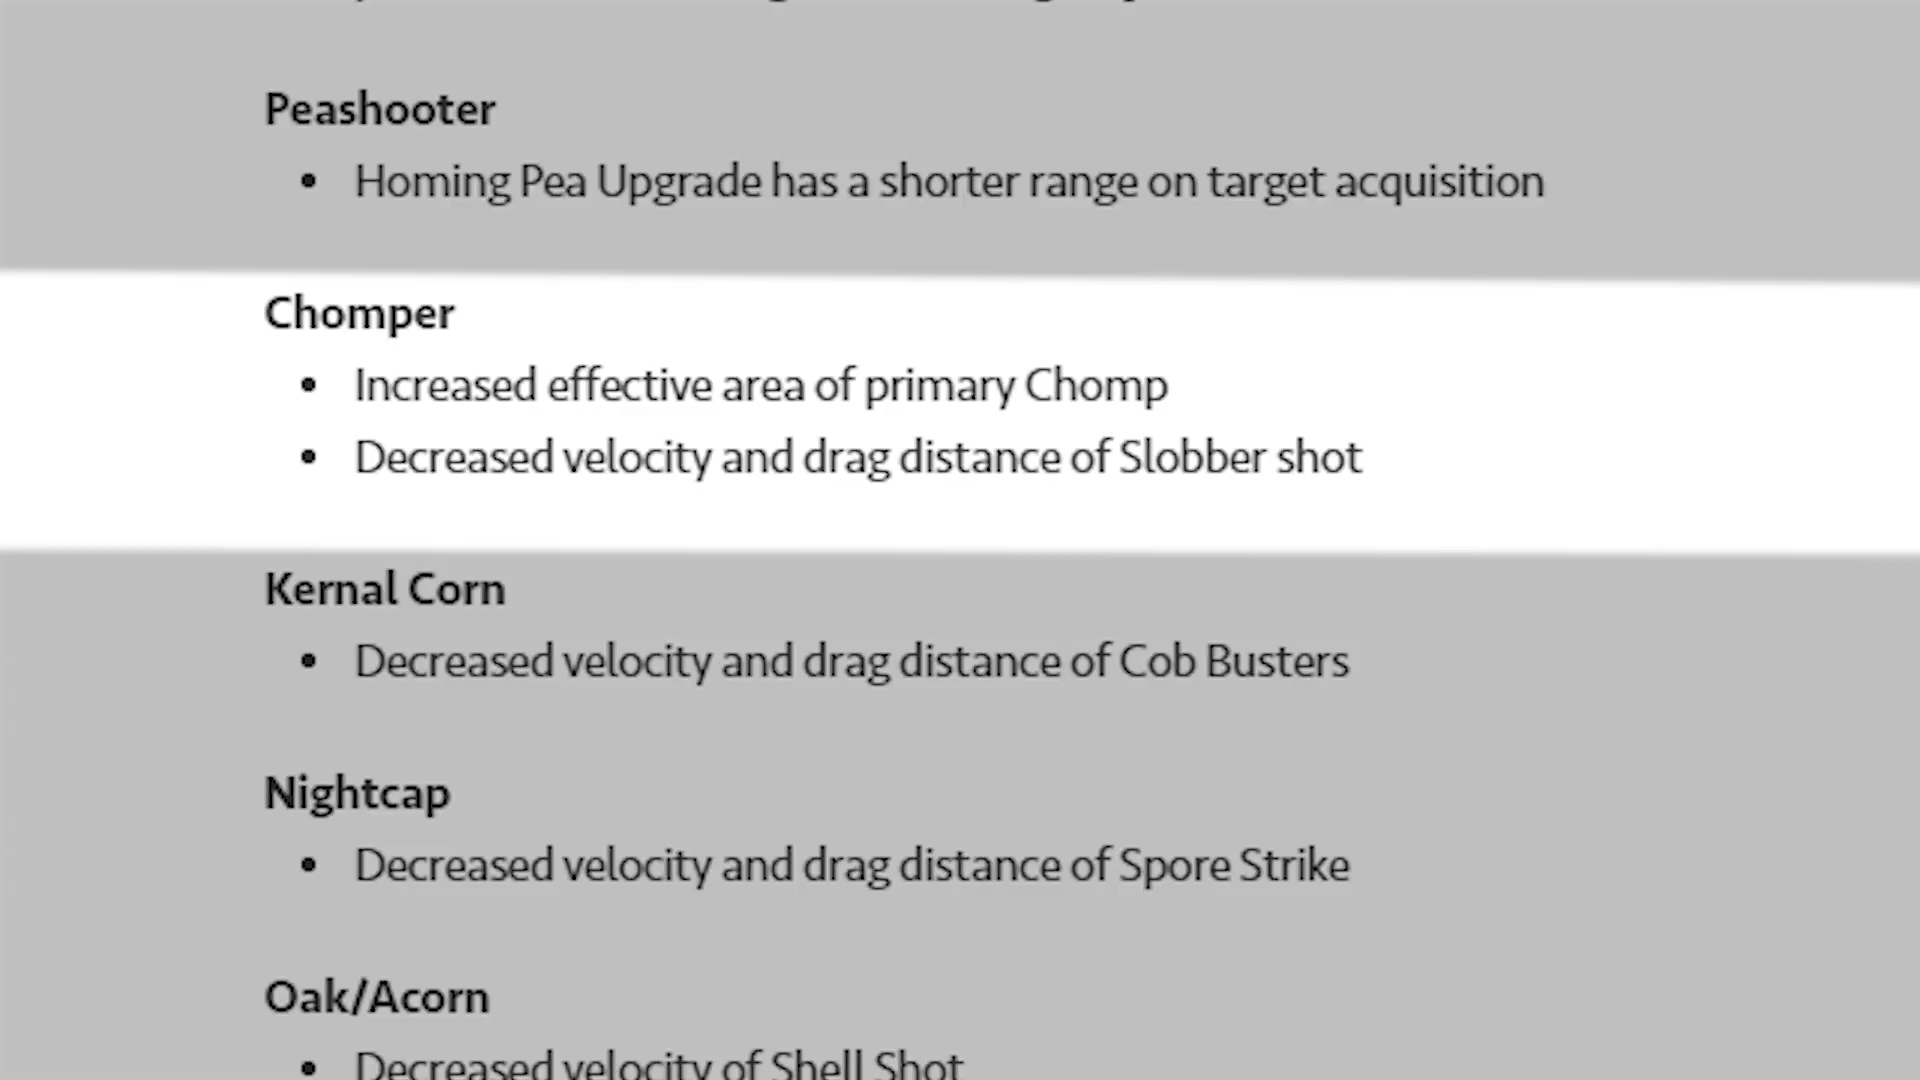 Peashooter
• Homing Pea Upgrade has a shorter range on target acquisition
Chomper
• Increased effective area of primary Chomp
• Decreased velocity and drag distance of Slobber shot
Kernal Corn
• Decreased velocity and drag distance of Cob Busters
Nightcap
• Decreased velocity and drag distance of Spore Strike
Oak/Acorn
• Decreased velocity of Shell Shot